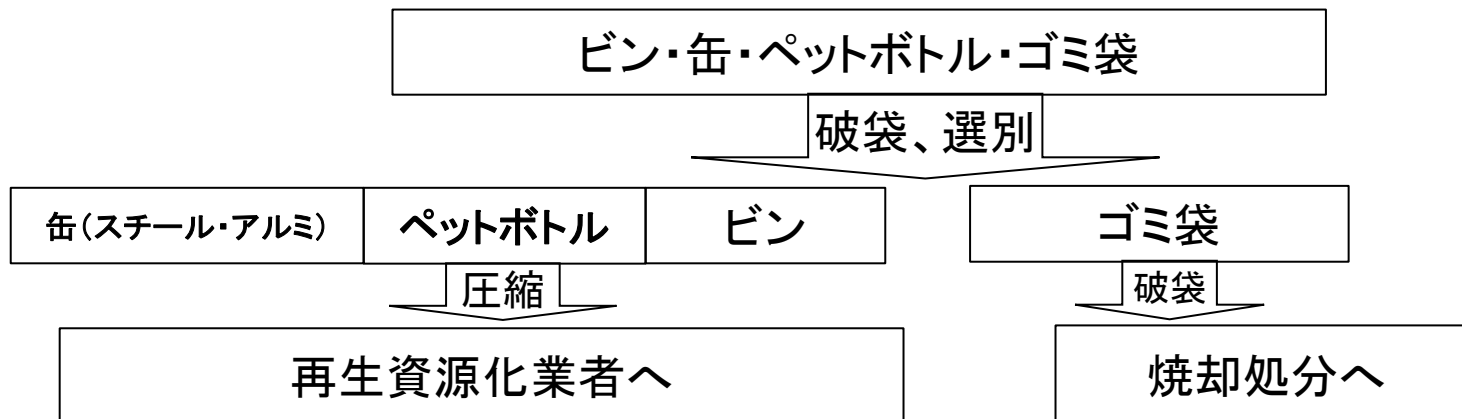 ビン・缶・ペットボトル・ゴミ袋
破袋、選別
缶（スチール・アルミ）
ペットボトル
ビン
ゴミ袋
圧縮
破袋
再生資源化業者へ
焼却処分へ